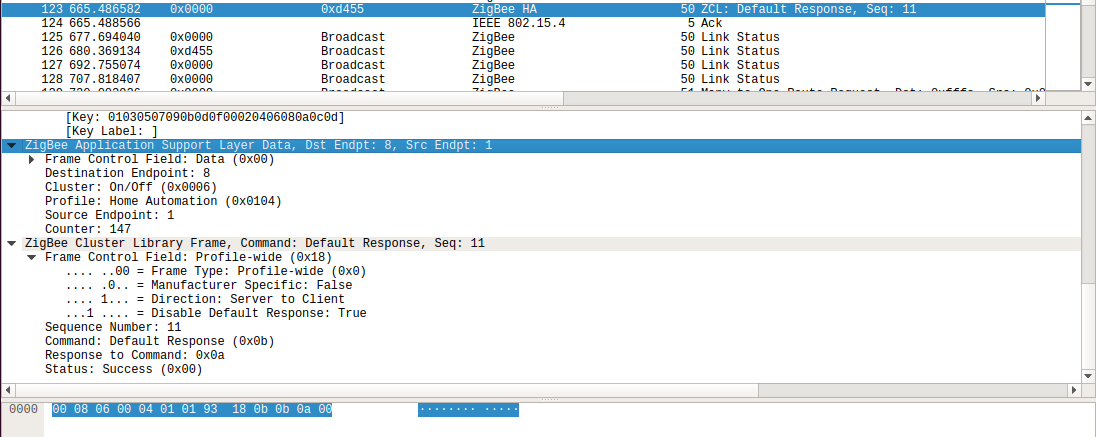 123 665.486582 0x0000 0xd455 ZigBee HA 50 ZCL: Default Response, Seq: 11
124 665.488566 IEEE 802.15.4 5 Ack
125 677.694040 0x0000 Broadcast ZigBee 50 Link Status
126 680.369134 0xd455 Broadcast ZigBee 50 Link Status
127 692.755074 0x0000 Broadcast ZigBee 50 Link Status
128 707.818407 0x0000 Broadcast ZigBee 50 Link Status
[Key: 01030507090b0d0f00020406080a0c0d]
[Key Label: ]
ZigBee Application Support Layer Data, Dst Endpt: 8, Src Endpt: 1
Frame Control Field: Data (0x00)
Destination Endpoint: 8
Cluster: On/Off (0x0006)
Profile: Home Automation (0x0104)
Source Endpoint: 1
Counter: 147
ZigBee Cluster Library Frame, Command: Default Response, Seq: 11
Frame Control Field: Profile-wide (0x18)
.... ..00 = Frame Type: Profile-wide (0x0)
.... .0.. = Manufacturer Specific: False
.... 1... = Direction: Server to Client
...1 .... = Disable Default Response: True
Sequence Number: 11
Command: Default Response (0x0b)
Response to Command: 0x0a
Status: Success (0x00)
0000 00 08 06 00 04 01 01 93 18 0b 0b 0a 00 ········ ·····